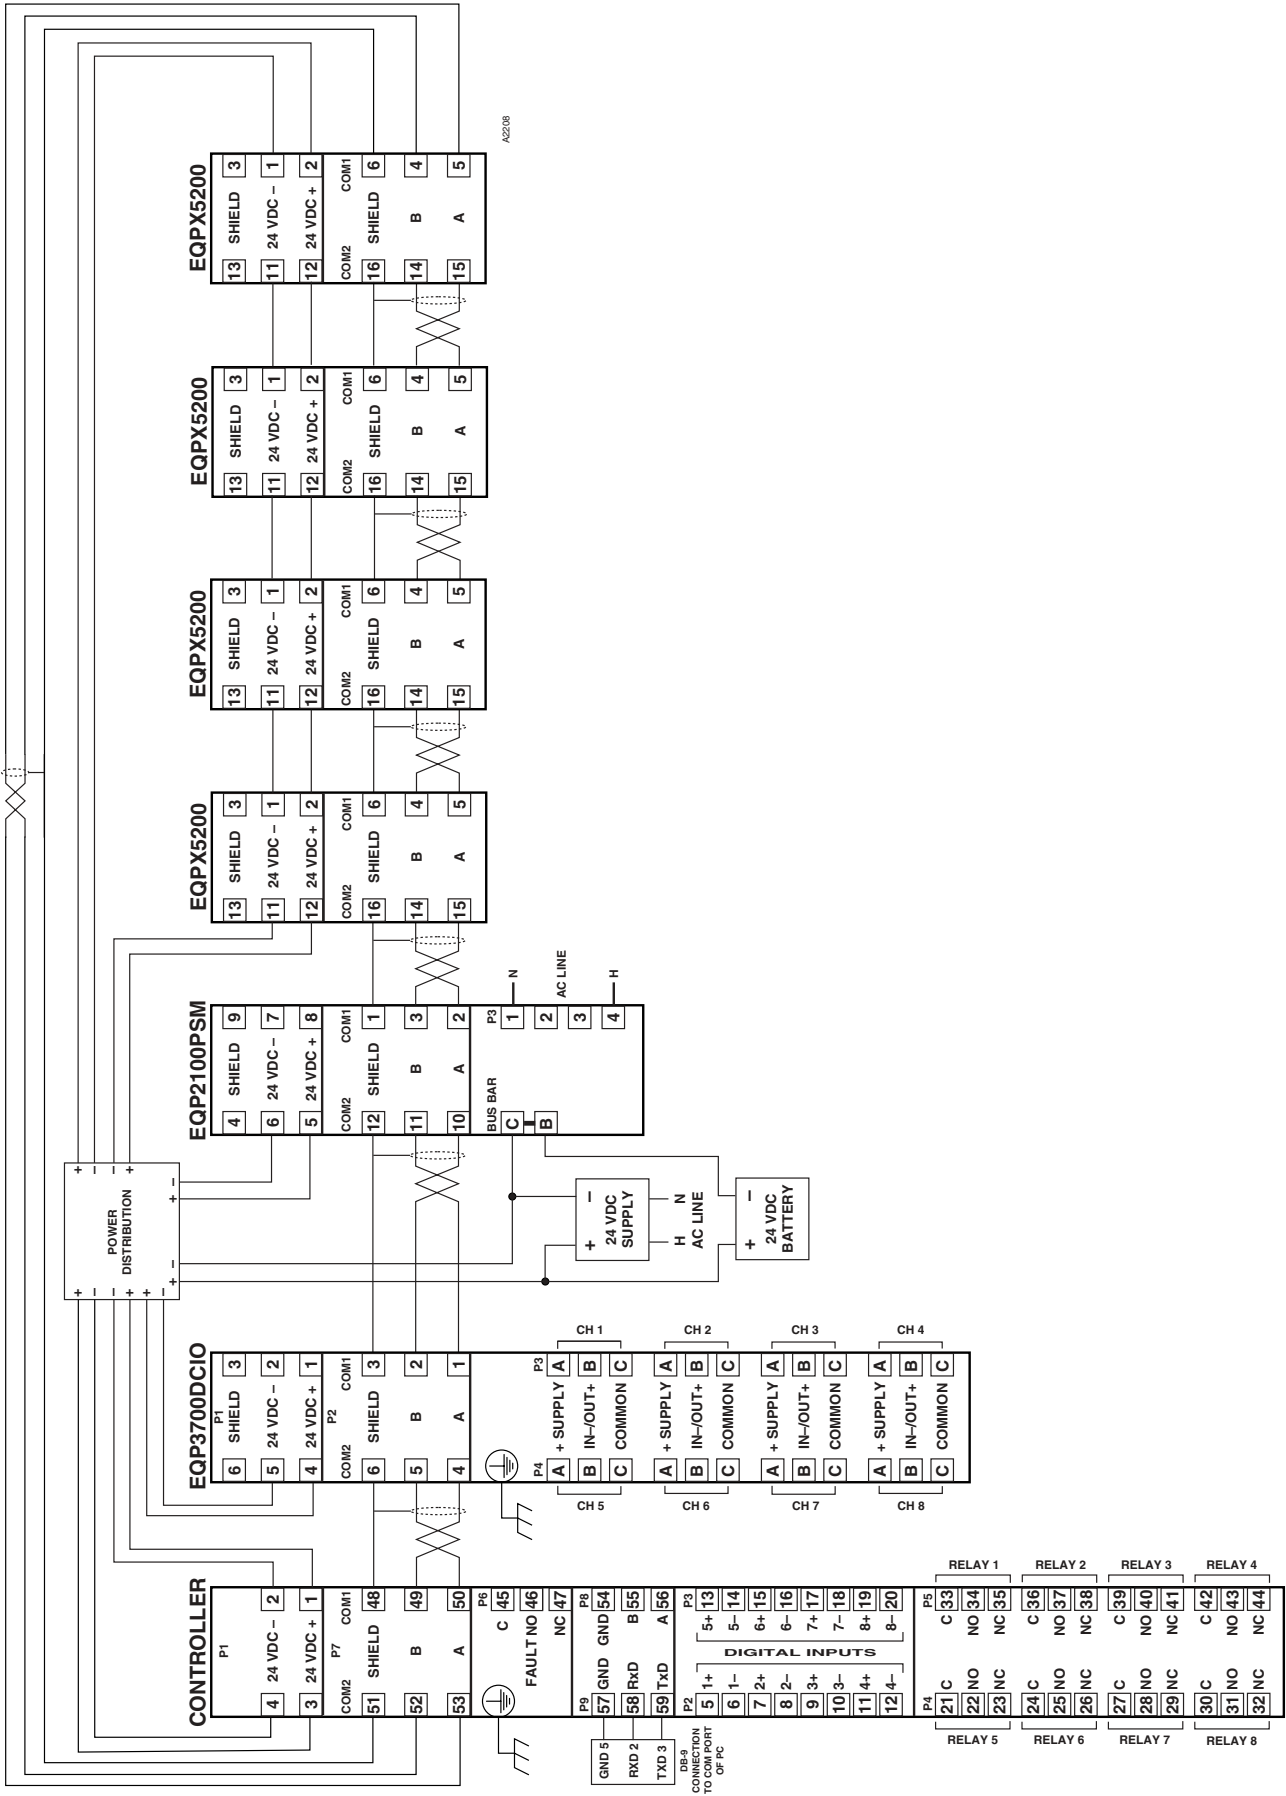 CONTROLLER
P1
4 24 VDC – 2
3 24 VDC + 1
COM2 P7 COM1
51 SHIELD 48
52 B 49
53 A 50
P6
C 45
FAULT NO 46
NC 47
P9 P8
57 GND GND 54
58 RxD B 55
59 TxD A 56
GND 5
RXD 2
TXD 3
DB-9
CONNECTION
TO COM PORT
OF PC
P2 P3
5 1+ 5+ 13
6 1– 5– 14
7 2+ 6+ 15
8 2– 6– 16
9 3+ 7+ 17
10 3– 7– 18
11 4+ 8+ 19
12 4– 8– 20
DIGITAL INPUTS
P4 P5
21 C C 33
22 NO NO 34
23 NC NC 35
RELAY 5 RELAY 1
24 C C 36
25 NO NO 37
26 NC NC 38
RELAY 6 RELAY 2
27 C C 39
28 NO NO 40
29 NC NC 41
RELAY 7 RELAY 3
30 C C 42
31 NO NO 43
32 NC NC 44
RELAY 8 RELAY 4
EQP3700DCIO
P1
6 SHIELD 3
5 24 VDC – 2
4 24 VDC + 1
COM2 P2 COM1
6 SHIELD 3
5 B 2
4 A 1
P4 P3
A + SUPPLY A
B IN–/OUT+ B
C COMMON C
CH 5 CH 1
A + SUPPLY A
B IN–/OUT+ B
C COMMON C
CH 6 CH 2
A + SUPPLY A
B IN–/OUT+ B
C COMMON C
CH 7 CH 3
A + SUPPLY A
B IN–/OUT+ B
C COMMON C
CH 8 CH 4
POWER
DISTRIBUTION
+ – – + + –
+ – + –
+ – – +
+ –
24 VDC
SUPPLY
H N
AC LINE
+ –
24 VDC
BATTERY
EQP2100PSM
4 SHIELD 9
6 24 VDC – 7
5 24 VDC + 8
COM2 COM1
12 SHIELD 1
11 B 3
10 A 2
BUS BAR P3
C 1 N
B 2
AC LINE
3
4 H
EQPX5200
13 SHIELD 3
11 24 VDC – 1
12 24 VDC + 2
COM2 COM1
16 SHIELD 6
14 B 4
15 A 5
EQPX5200
13 SHIELD 3
11 24 VDC – 1
12 24 VDC + 2
COM2 COM1
16 SHIELD 6
14 B 4
15 A 5
EQPX5200
13 SHIELD 3
11 24 VDC – 1
12 24 VDC + 2
COM2 COM1
16 SHIELD 6
14 B 4
15 A 5
EQPX5200
13 SHIELD 3
11 24 VDC – 1
12 24 VDC + 2
COM2 COM1
16 SHIELD 6
14 B 4
15 A 5
A2208